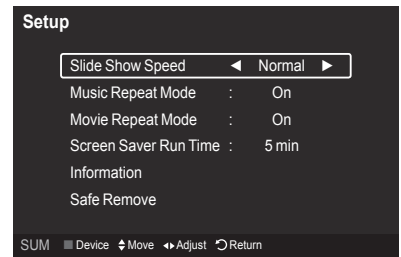 Setup
Slide Show Speed ◀ Normal ▶
Music Repeat Mode : On
Movie Repeat Mode : On
Screen Saver Run Time : 5 min
Information
Safe Remove
SUM Device Move Adjust Return